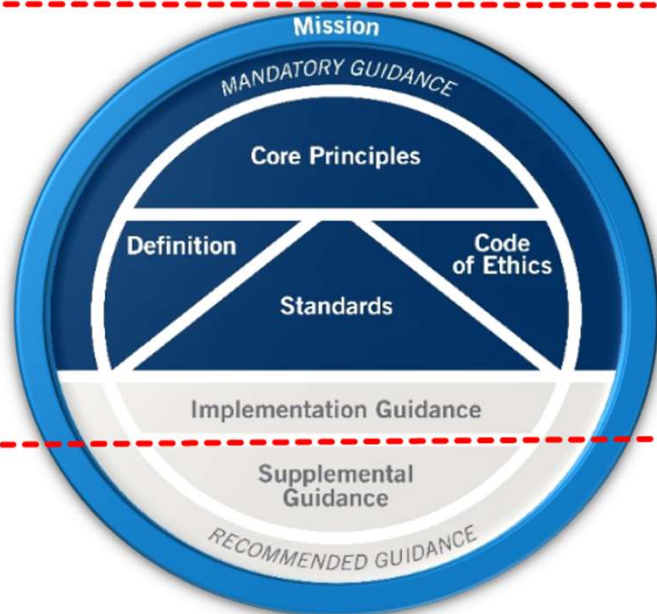 Mission
MANDATORY GUIDANCE
Core Principles
Definition
Code
of Ethics
Standards
Implementation Guidance
Supplemental
Guidance
RECOMMENDED GUIDANCE